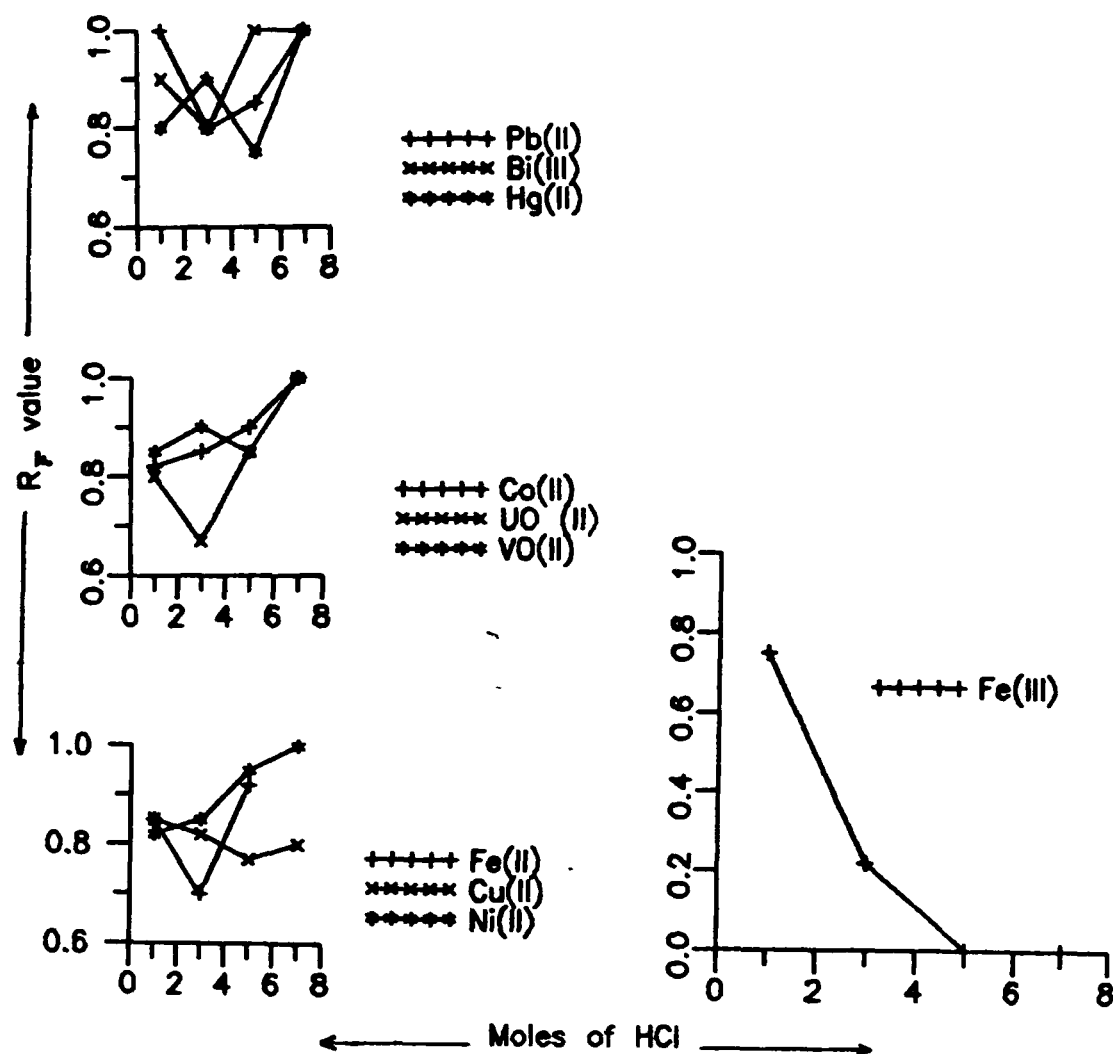 1.0
0.8
0.6
0 2 4 6 8
Pb(II)
Bi(III)
Hg(II)
R_F value
1.0
0.8
0.6
0 2 4 6 8
Co(II)
UO (II)
VO(II)
1.0
0.8
0.6
0 2 4 6 8
Fe(II)
Cu(II)
Ni(II)
1.0
0.8
0.6
0.4
0.2
0.0
0 2 4 6 8
Fe(III)
Moles of HCl